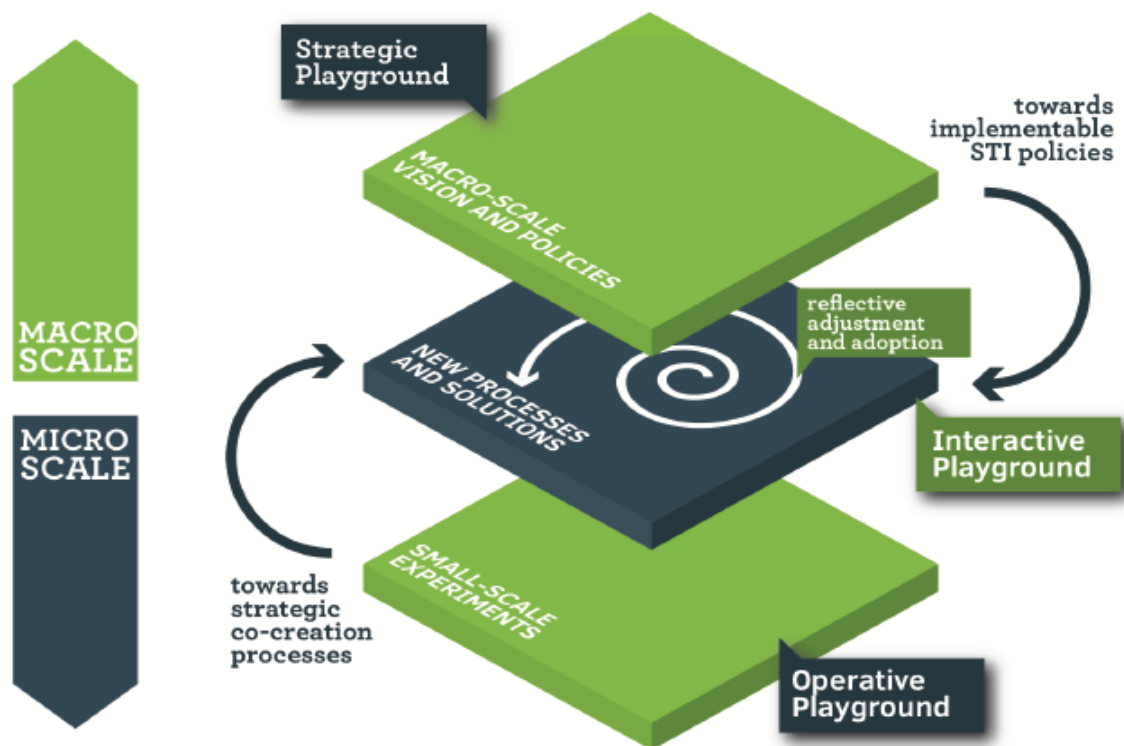 Strategic
Playground
towards
implementable
STI policies
MACRO-SCALE
VISION AND POLICIES
MACRO
SCALE
reflective
adjustment
and adoption
NEW PROCESSES
AND SOLUTIONS
MICRO
SCALE
Interactive
Playground
SMALL-SCALE
EXPERIMENTS
towards
strategic
co-creation
processes
Operative
Playground